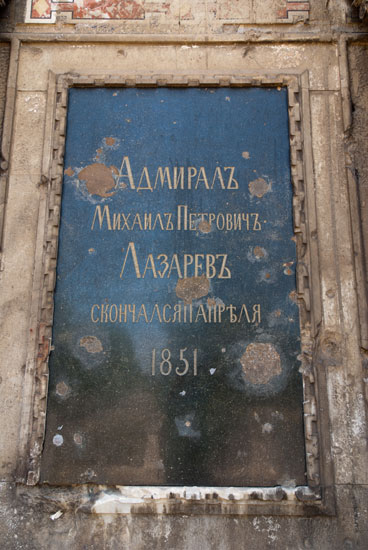 Адмиралъ
Михаилъ Петровичъ
Лазаревъ
скончался 11 апрѣля
1851